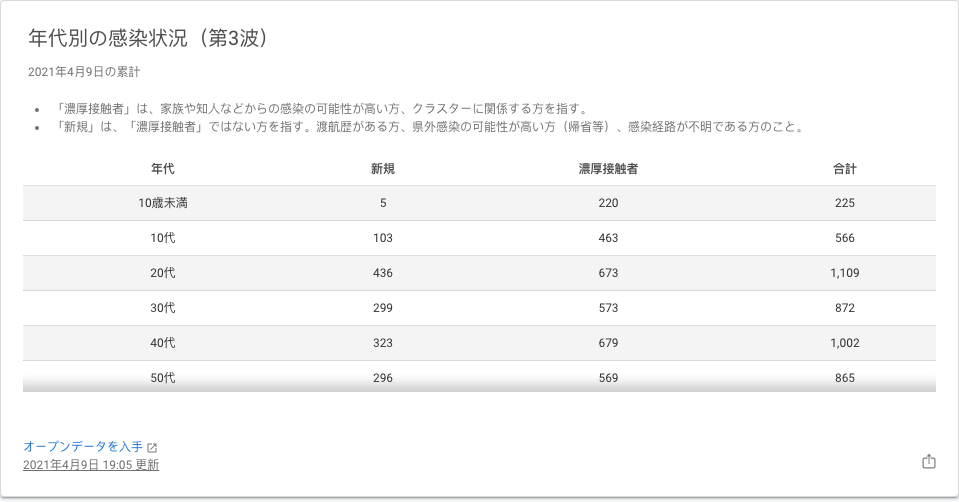 年代別の感染状況（第3波）
2021年4月9日の累計
• 「濃厚接触者」は、家族や知人などからの感染の可能性が高い方、クラスターに関係する方を指す。
• 「新規」は、「濃厚接触者」ではない方を指す。渡航歴がある方、県外感染の可能性が高い方（帰省等）、感染経路が不明である方のこと。
年代 新規 濃厚接触者 合計
10歳未満 5 220 225
10代 103 463 566
20代 436 673 1,109
30代 299 573 872
40代 323 679 1,002
50代 296 569 865
オープンデータを入手
2021年4月9日 19:05 更新